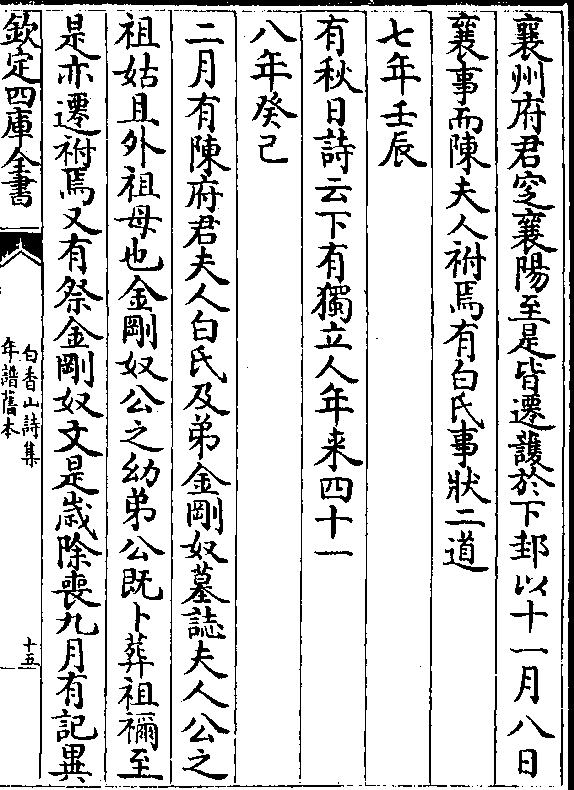 襄州府君窆襄陽至是皆遷䕶於下邽以十一月八日
襄事而陳夫人祔焉有白氏事狀二道
七年壬辰
有秋日詩云下有獨立人年来四十一
八年癸己
二月有陳府君夫人白氏及弟金剛奴墓誌夫人公之
祖姑且外祖母也金剛奴公之幼弟公既卜葬祖禰至
是亦遷祔焉又有祭金剛奴文是歲除喪九月有記異
欽定四庫全書
白香山詩集
年譜舊本
十五